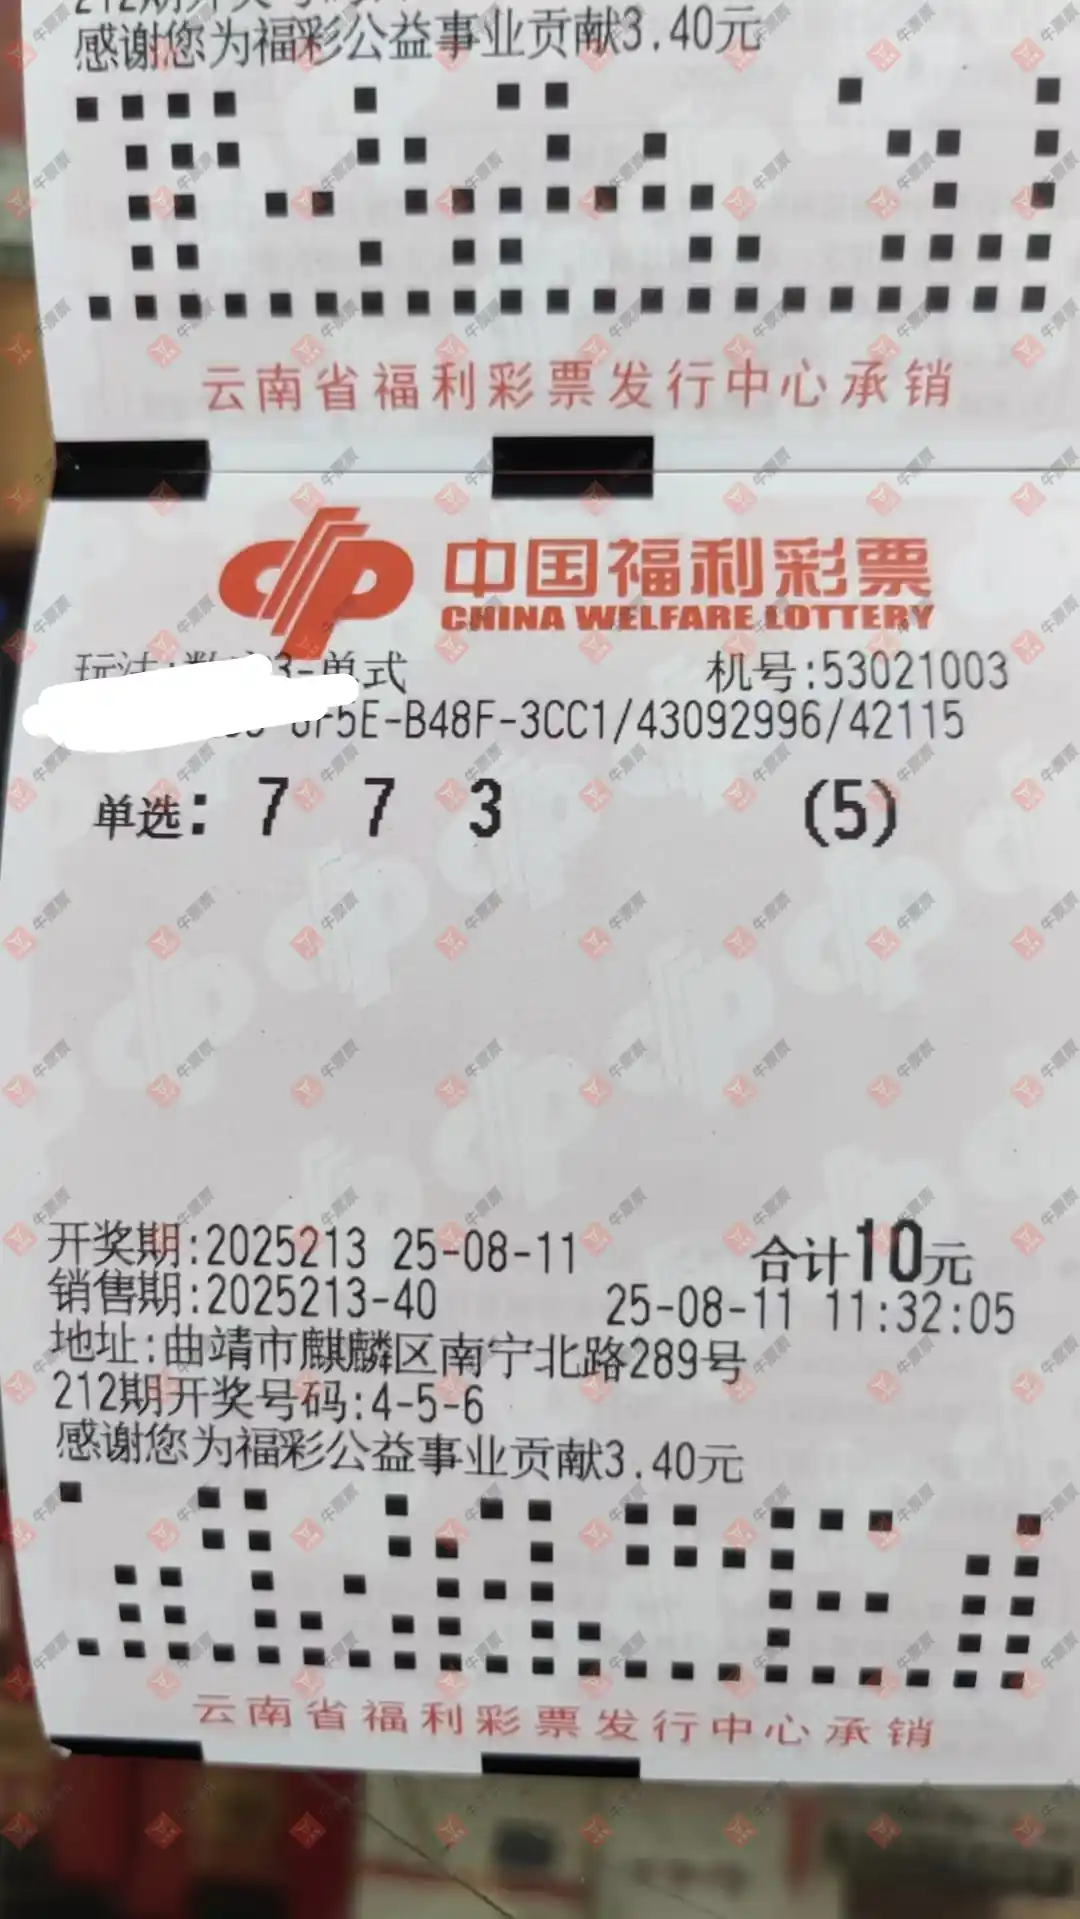 感谢您为福彩公益事业贡献3.40元
云南省福利彩票发行中心承销
中国福利彩票
CHINA WELFARE LOTTERY
3-单式 机号:53021003
6F5E-B48F-3CC1/43092996/42115
单选: 7 7 3 (5)
开奖期:2025213 25-08-11 合计10元
销售期:2025213-40 25-08-11 11:32:05
地址:曲靖市麒麟区南宁北路289号
212期开奖号码:4-5-6
感谢您为福彩公益事业贡献3.40元
云南省福利彩票发行中心承销
牛票票